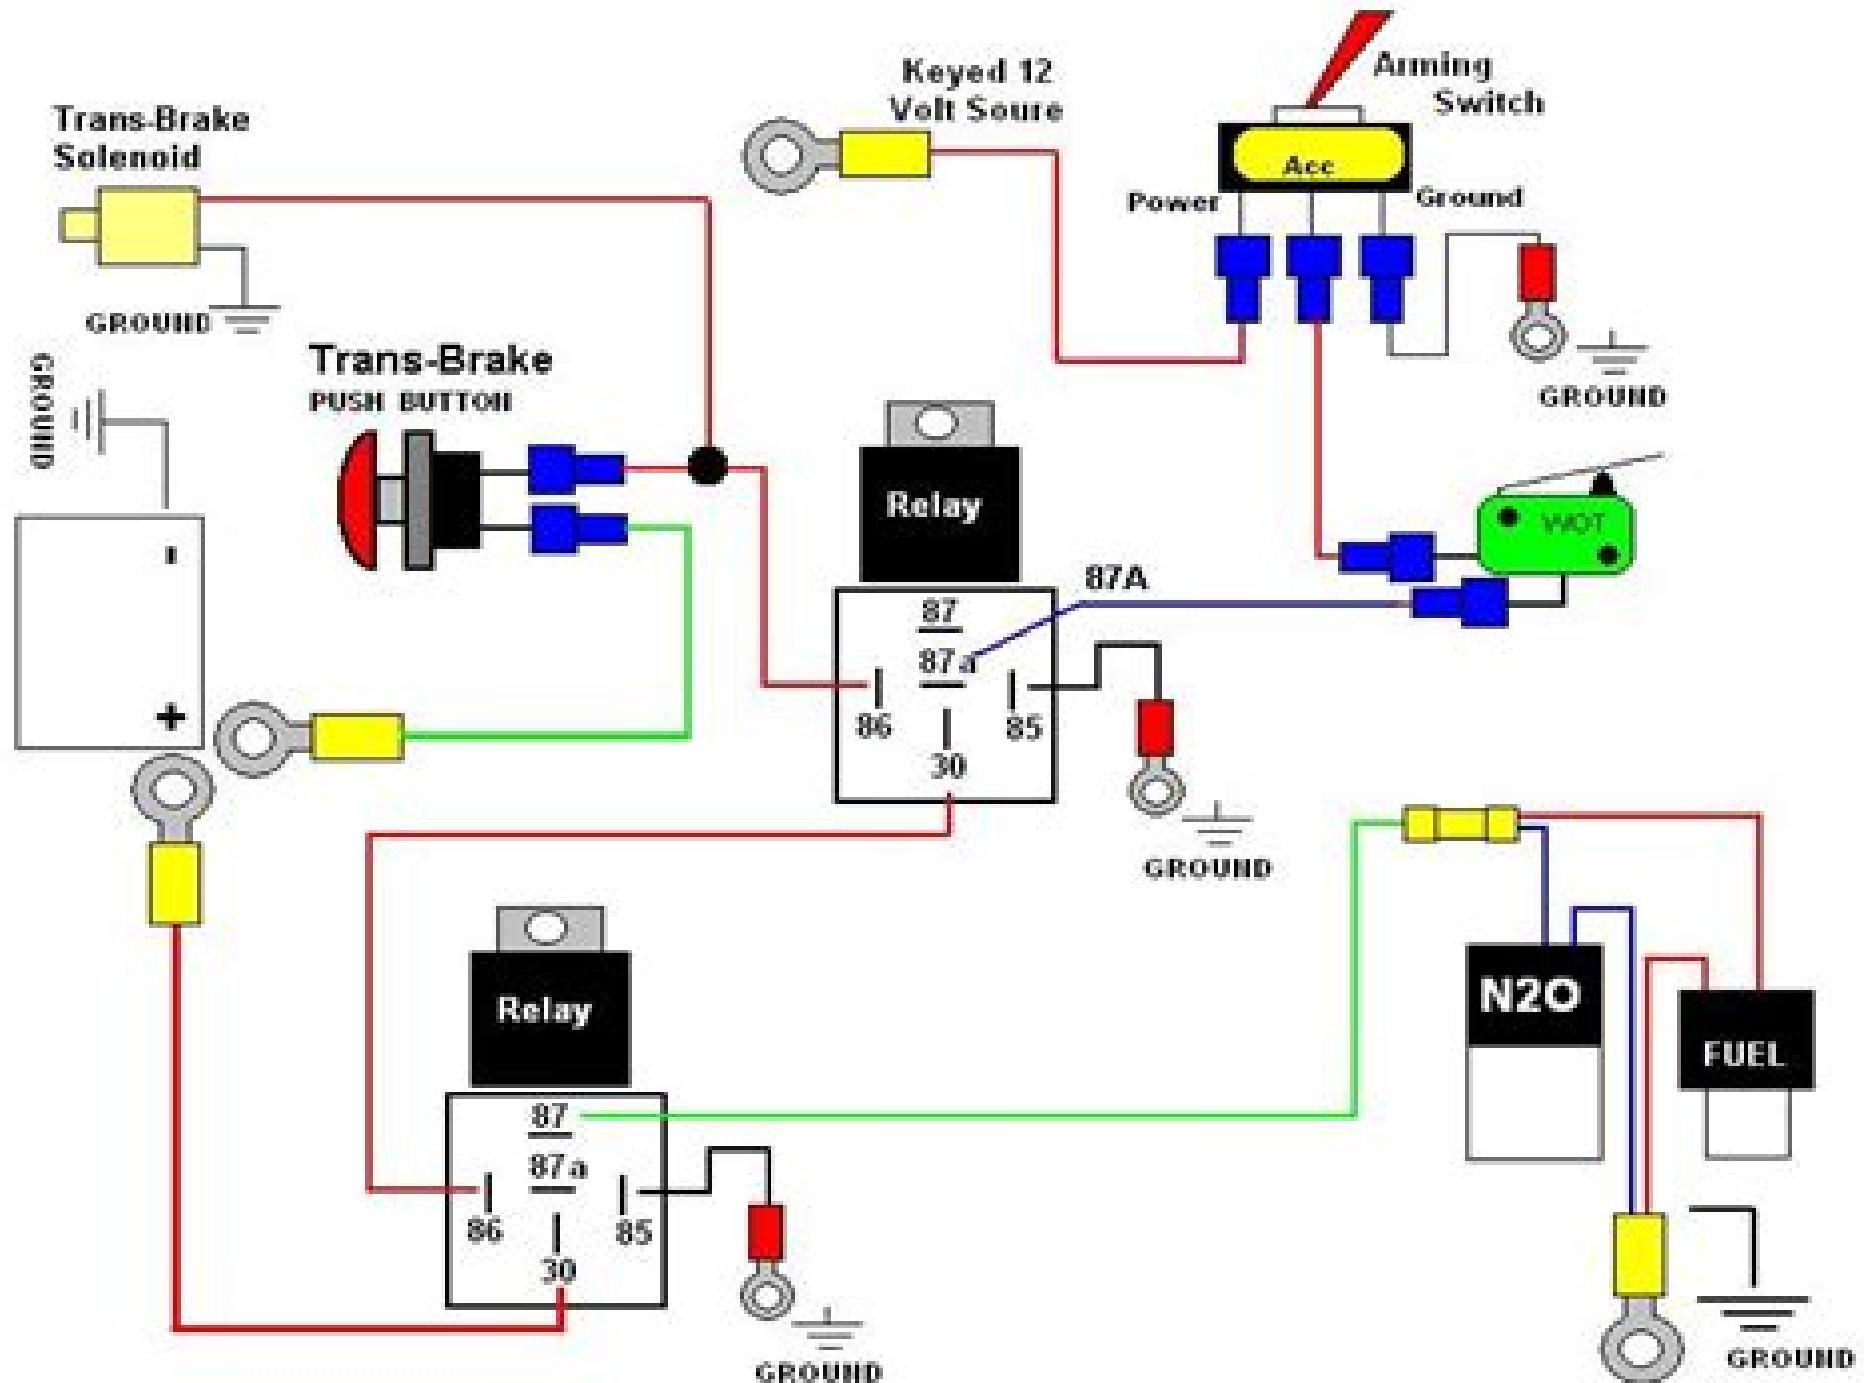 Keyed 12
Volt Soure
Arming
Switch
Acc
Power
Ground
GROUND
Trans-Brake
Solenoid
GROUND
GROUND
Trans-Brake
PUSH BUTTON
-
+
Relay
87
87a
86
85
30
87A
WOT
GROUND
Relay
87
87a
86
85
30
GROUND
N2O
FUEL
GROUND